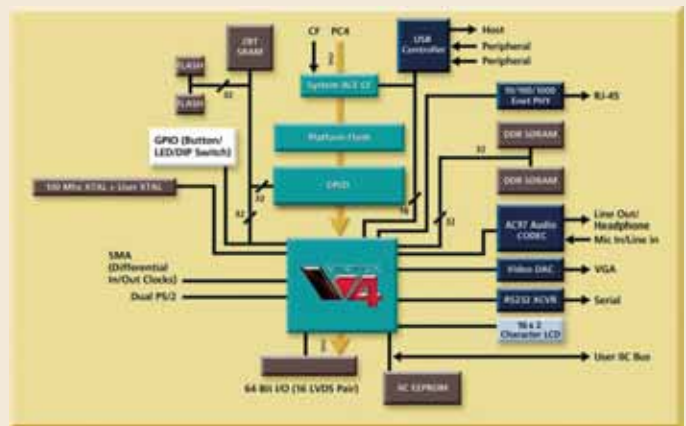 CF PC4
ZBT
SRAM
USB
Controller
Host
Peripheral
Peripheral
FLASH
FLASH
32
System ACE CF
10/100/1000
Enet PHY
RJ-45
GPIO (Button/
LED/DIP Switch)
Platform Flash
DDR SDRAM
32
100 Mhz XTAL + User XTAL
CPLD
32
32
16
32
DDR SDRAM
AC97 Audio
CODEC
Line Out/
Headphone
Mic In/Line in
SMA
(Differential
In/Out Clocks)
Dual PS/2
V4
Video DAC
VGA
RS232 XCVR
Serial
16 x 2
Character LCD
User IIC Bus
64 Bit I/O (16 LVDS Pair)
IIC EEPROM